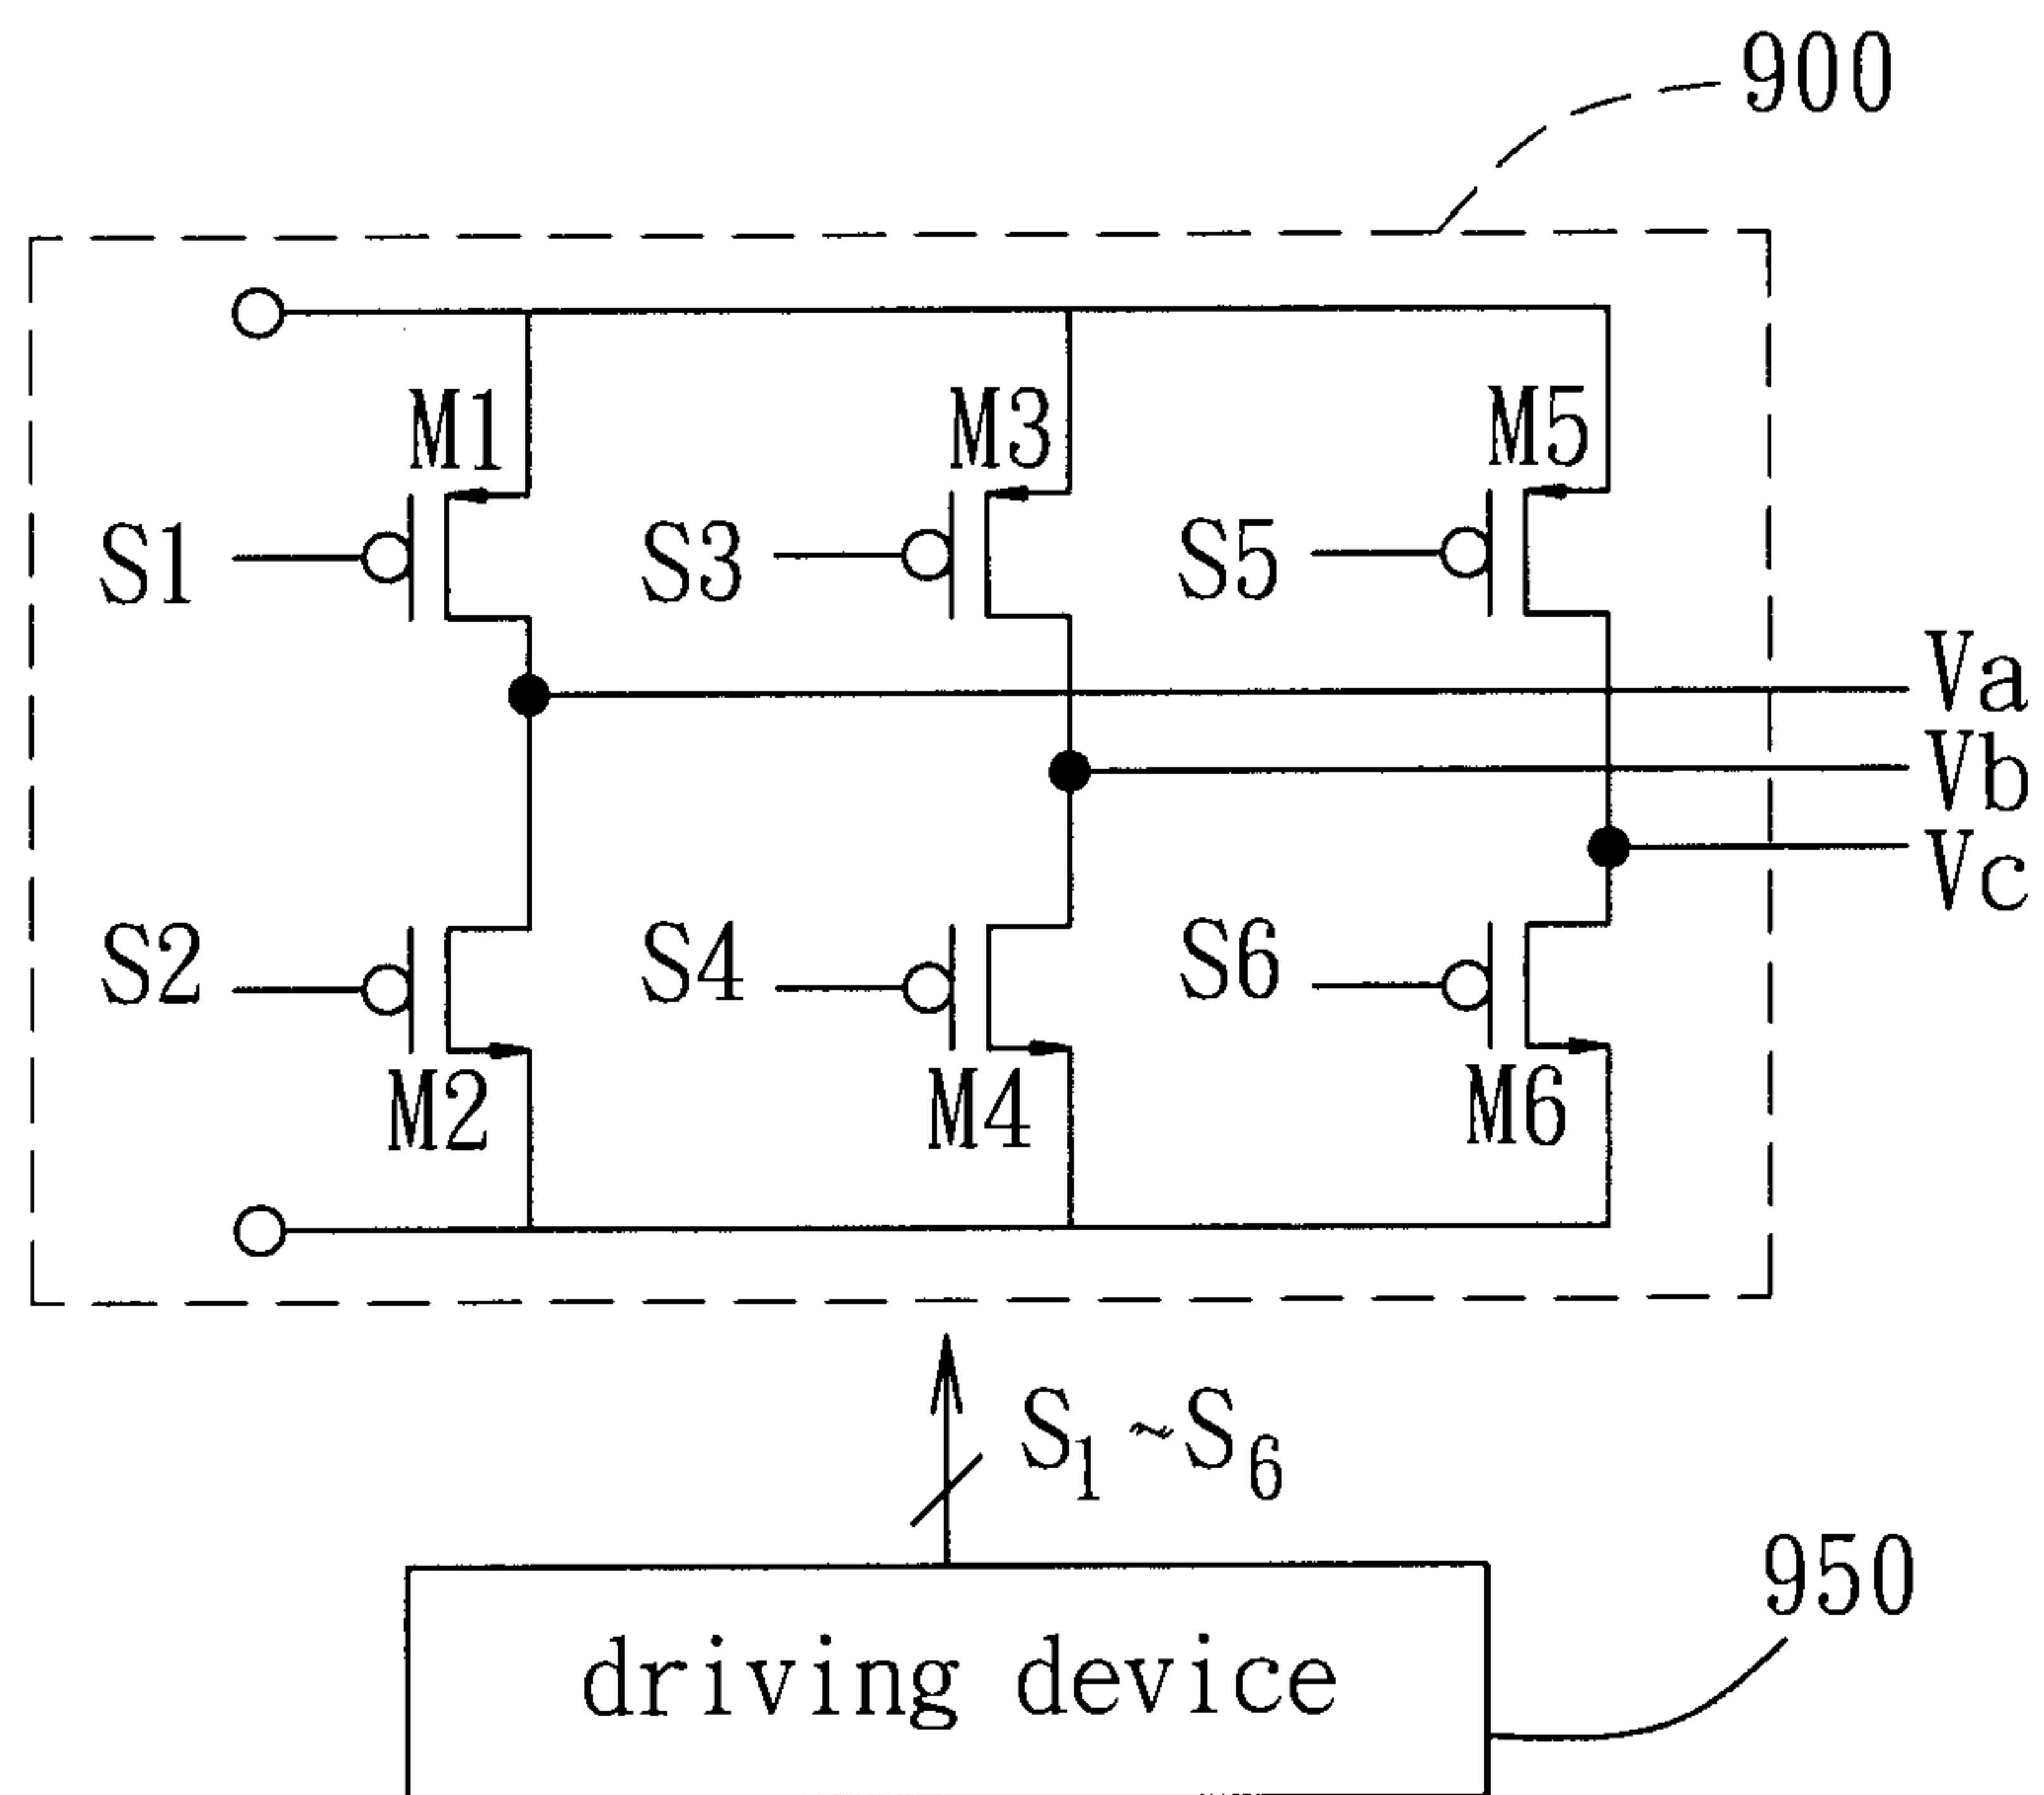 900
M1 M3 M5
S1 S3 S5
Va
Vb
Vc
S2 S4 S6
M2 M4 M6
S1 ~S6
950
driving device